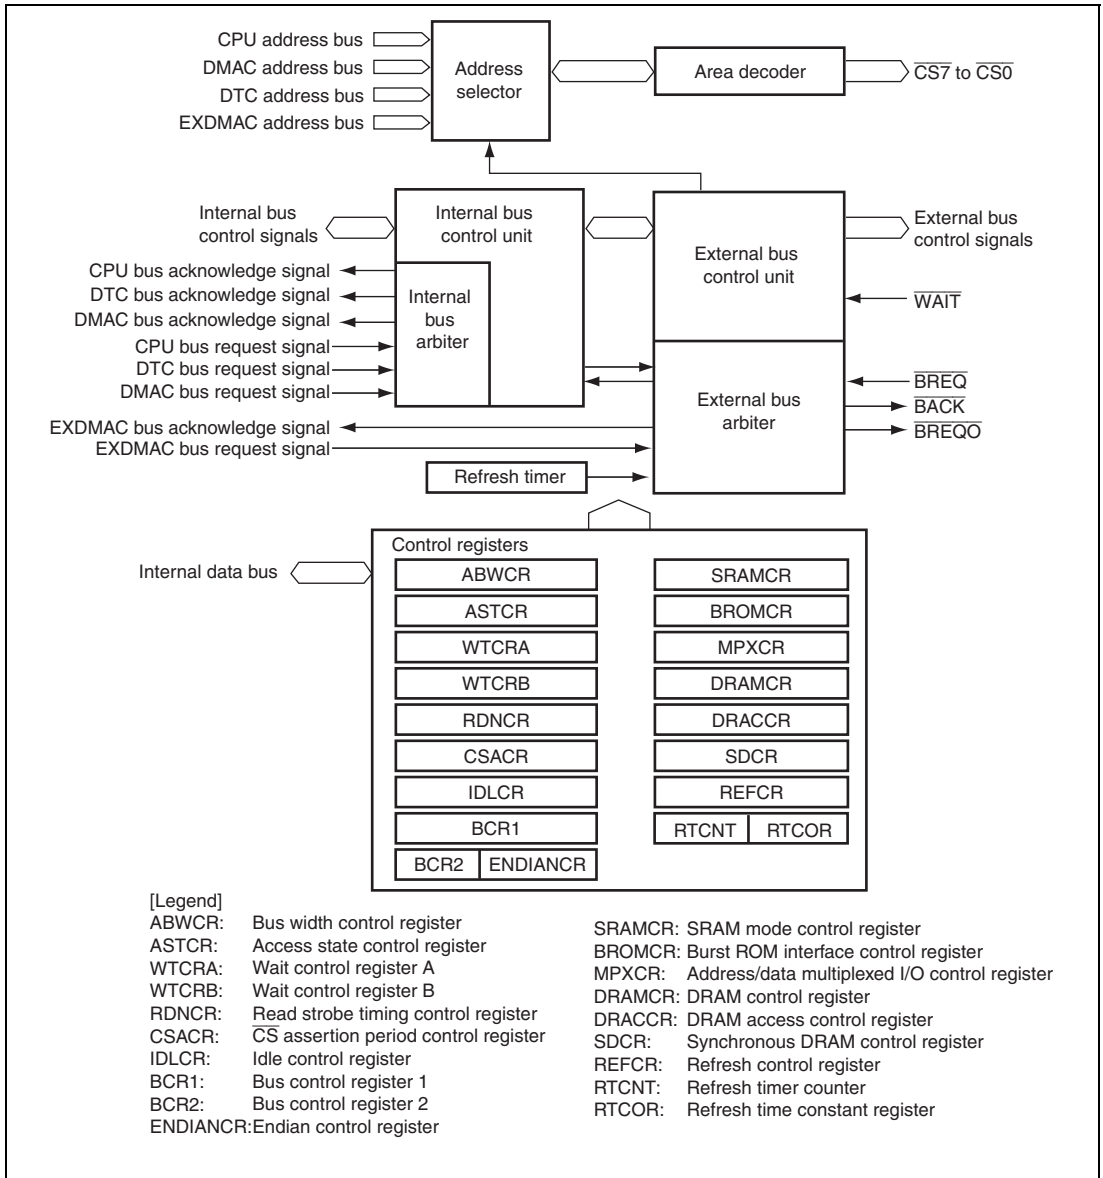 CPU address bus
DMAC address bus
DTC address bus
EXDMAC address bus
Address
selector
Area decoder
CS7 to CS0
Internal bus
control signals
Internal bus
control unit
External bus
control unit
External bus
control signals
CPU bus acknowledge signal
DTC bus acknowledge signal
DMAC bus acknowledge signal
CPU bus request signal
DTC bus request signal
DMAC bus request signal
Internal
bus
arbiter
WAIT
BREQ
BACK
BREQO
External bus
arbiter
EXDMAC bus acknowledge signal
EXDMAC bus request signal
Refresh timer
Internal data bus
Control registers
ABWCR
ASTCR
WTCRA
WTCRB
RDNCR
CSACR
IDLCR
BCR1
BCR2 ENDIANCR
SRAMCR
BROMCR
MPXCR
DRAMCR
DRACCR
SDCR
REFCR
RTCNT RTCOR
[Legend]
ABWCR: Bus width control register
ASTCR: Access state control register
WTCRA: Wait control register A
WTCRB: Wait control register B
RDNCR: Read strobe timing control register
CSACR: CS assertion period control register
IDLCR: Idle control register
BCR1: Bus control register 1
BCR2: Bus control register 2
ENDIANCR:Endian control register
SRAMCR: SRAM mode control register
BROMCR: Burst ROM interface control register
MPXCR: Address/data multiplexed I/O control register
DRAMCR: DRAM control register
DRACCR: DRAM access control register
SDCR: Synchronous DRAM control register
REFCR: Refresh control register
RTCNT: Refresh timer counter
RTCOR: Refresh time constant register